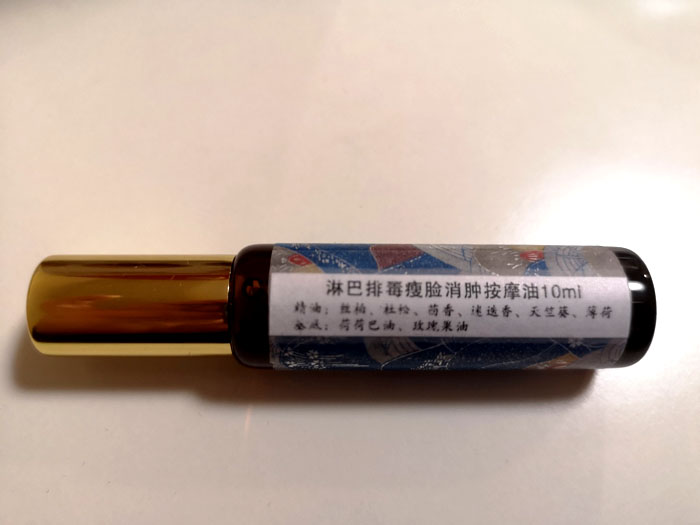 淋巴排毒瘦脸消肿按摩油10ml
精油：丝柏、杜松、茴香、迷迭香、天竺葵、薄荷
基底：荷荷巴油、玫瑰果油